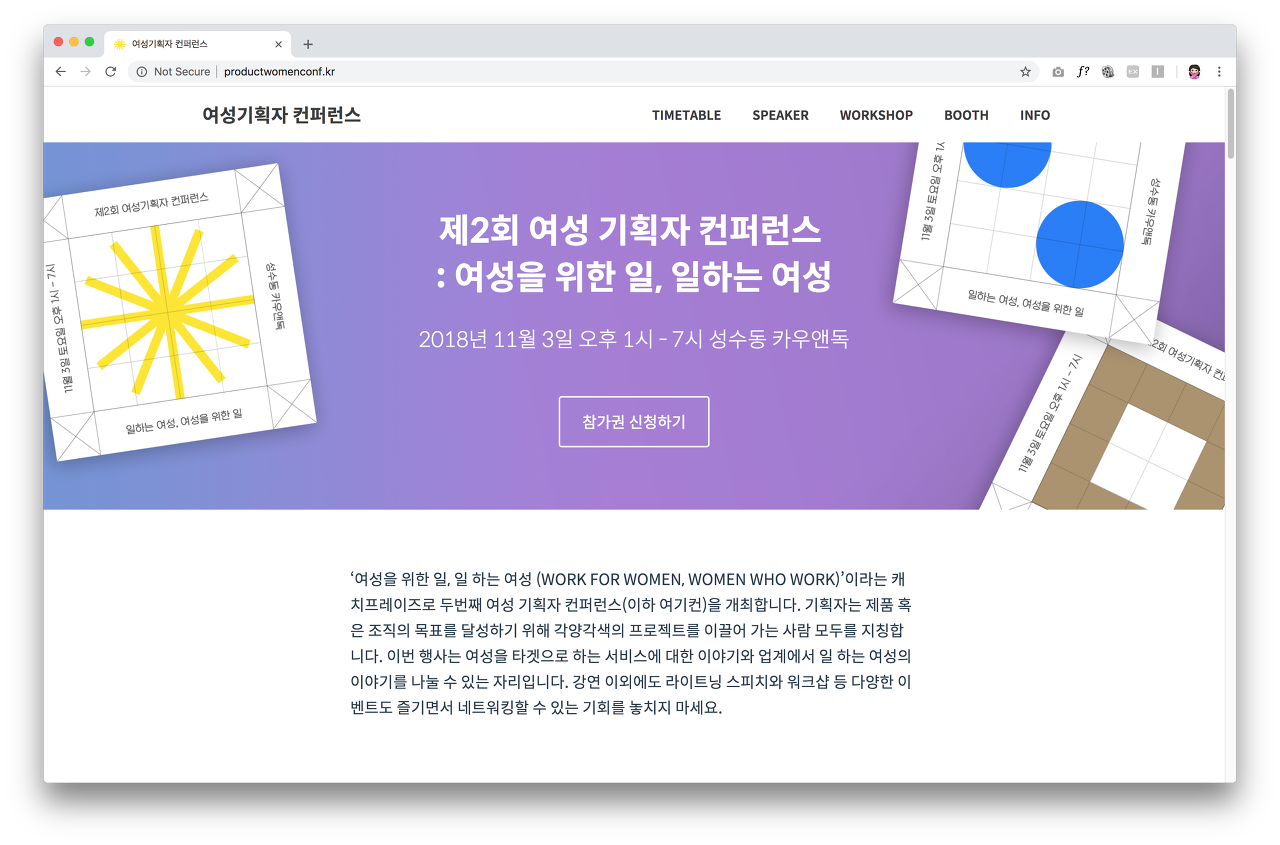 여성기획자 컨퍼런스
Not Secure
productwomenconf.kr
f?
여성기획자 컨퍼런스
TIMETABLE
SPEAKER
WORKSHOP
BOOTH
INFO
제2회 여성기획자 컨퍼런스
11월 3일 토요일 오후 1시 - 7시
성수동 카우앤독
일하는 여성, 여성을 위한 일
제2회 여성 기획자 컨퍼런스
: 여성을 위한 일, 일하는 여성
2018년 11월 3일 오후 1시 - 7시 성수동 카우앤독
참가권 신청하기
11월 3일 토요일 오후 1시
성수동 카우앤독
일하는 여성, 여성을 위한 일
2회 여성기획자
11월 3일 토요일 오후 1시 - 7시
‘여성을 위한 일, 일 하는 여성 (WORK FOR WOMEN, WOMEN WHO WORK)’이라는 캐
치프레이즈로 두번째 여성 기획자 컨퍼런스(이하 여기컨)을 개최합니다. 기획자는 제품 혹
은 조직의 목표를 달성하기 위해 각양각색의 프로젝트를 이끌어 가는 사람 모두를 지칭합
니다. 이번 행사는 여성을 타겟으로 하는 서비스에 대한 이야기와 업계에서 일 하는 여성의
이야기를 나눌 수 있는 자리입니다. 강연 이외에도 라이트닝 스피치와 워크샵 등 다양한 이
벤트도 즐기면서 네트워킹할 수 있는 기회를 놓치지 마세요.